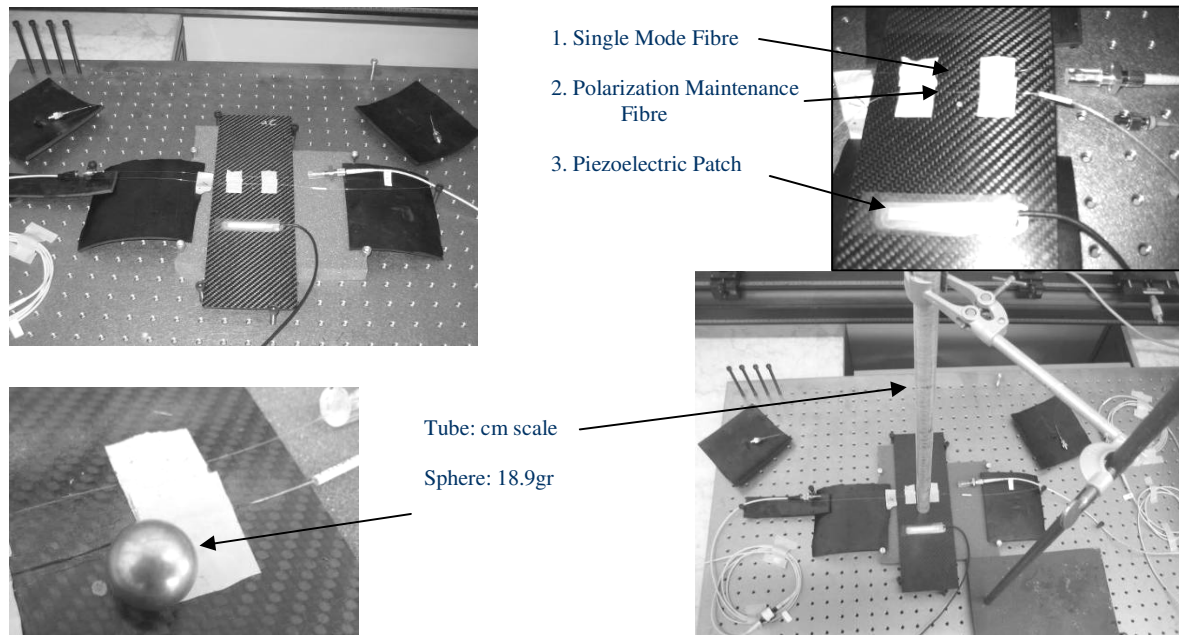 1. Single Mode Fibre
2. Polarization Maintenance
Fibre
3. Piezoelectric Patch
Tube: cm scale
Sphere: 18.9gr